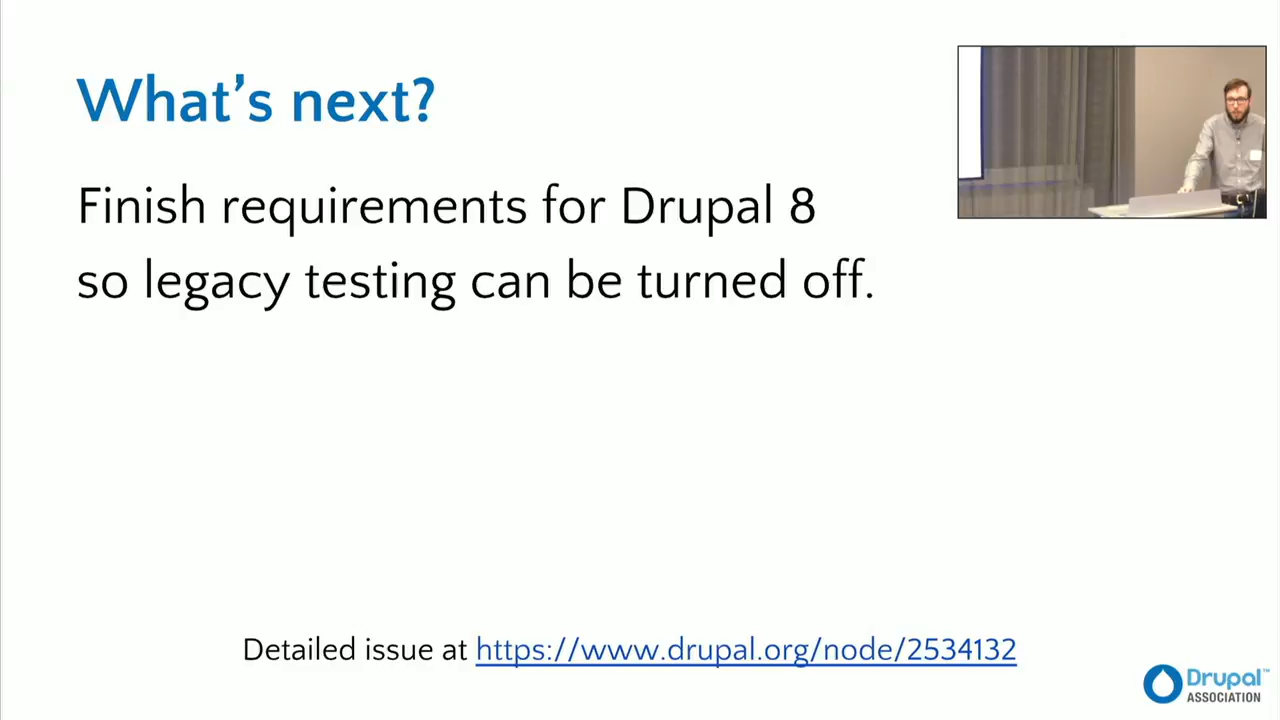 What's next?
Finish requirements for Drupal 8
so legacy testing can be turned off.
Detailed issue at https://www.drupal.org/node/2534132
Drupal™
ASSOCIATION